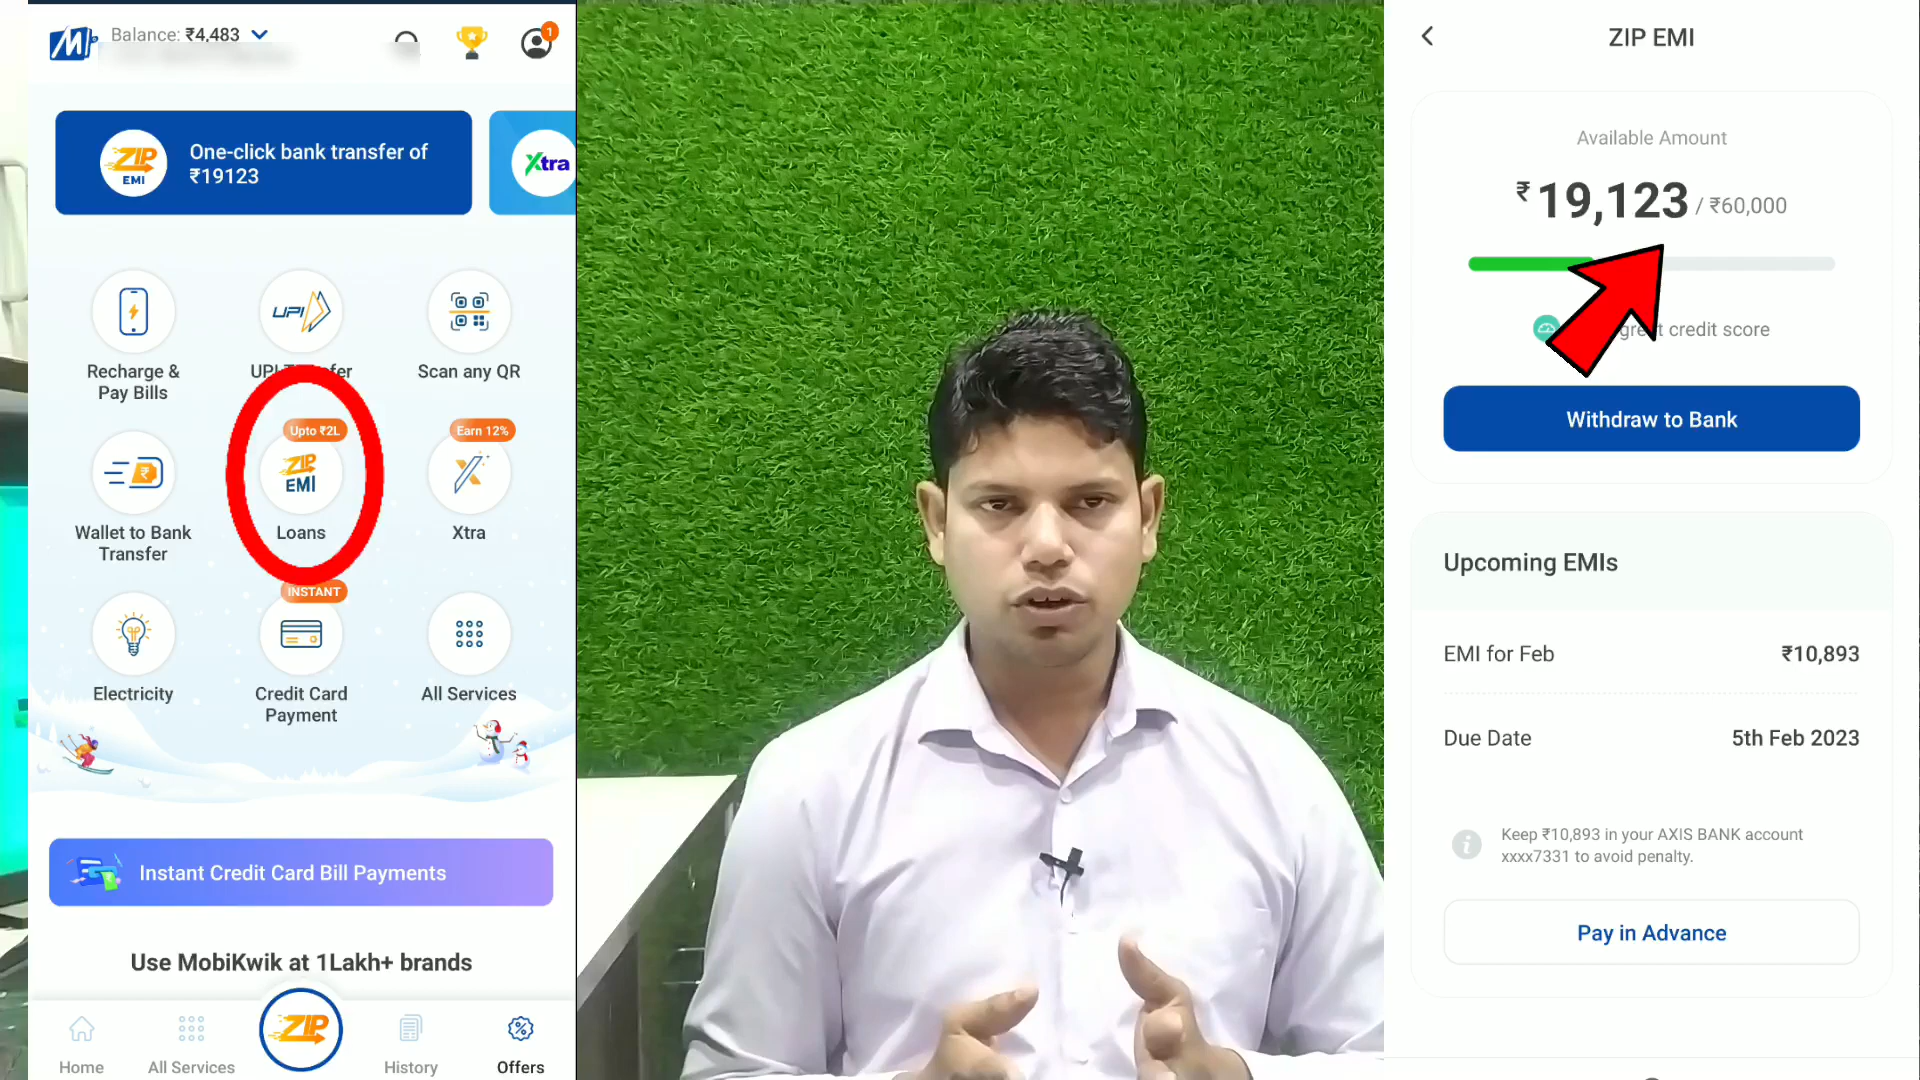 Balance: ₹4,483
1
ZIP
EMI
One-click bank transfer of
₹19123
Xtra
Recharge &
Pay Bills
UPI
Scan any QR
Upto ₹2L
ZIP
EMI
Loans
Earn 12%
Xtra
Wallet to Bank
Transfer
INSTANT
Electricity
Credit Card
Payment
All Services
Instant Credit Card Bill Payments
Use MobiKwik at 1Lakh+ brands
Home
All Services
ZIP
History
Offers
ZIP EMI
Available Amount
₹19,123 / ₹60,000
credit score
Withdraw to Bank
Upcoming EMIs
EMI for Feb ₹10,893
Due Date 5th Feb 2023
Keep ₹10,893 in your AXIS BANK account
xxxx7331 to avoid penalty.
Pay in Advance